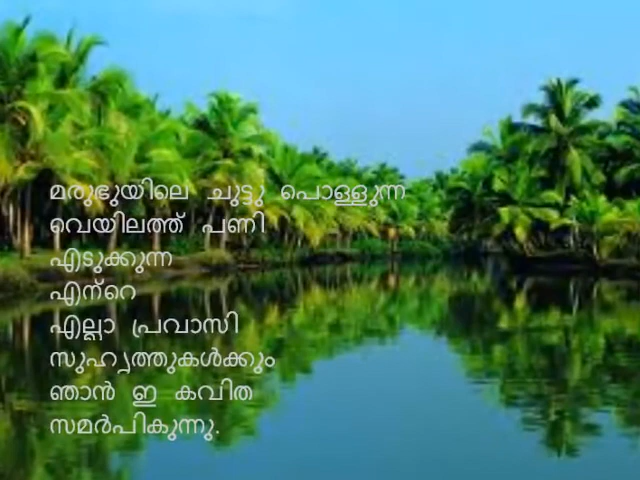 മരുഭുയിലെ ചുട്ടു പൊള്ളുന്ന
വെയിലത്ത് പണി
എടുക്കുന്ന
എന്റെ
എല്ലാ പ്രവാസി
സുഹൃത്തുകൾക്കും
ഞാൻ ഇ കവിത
സമർപികുന്നു.